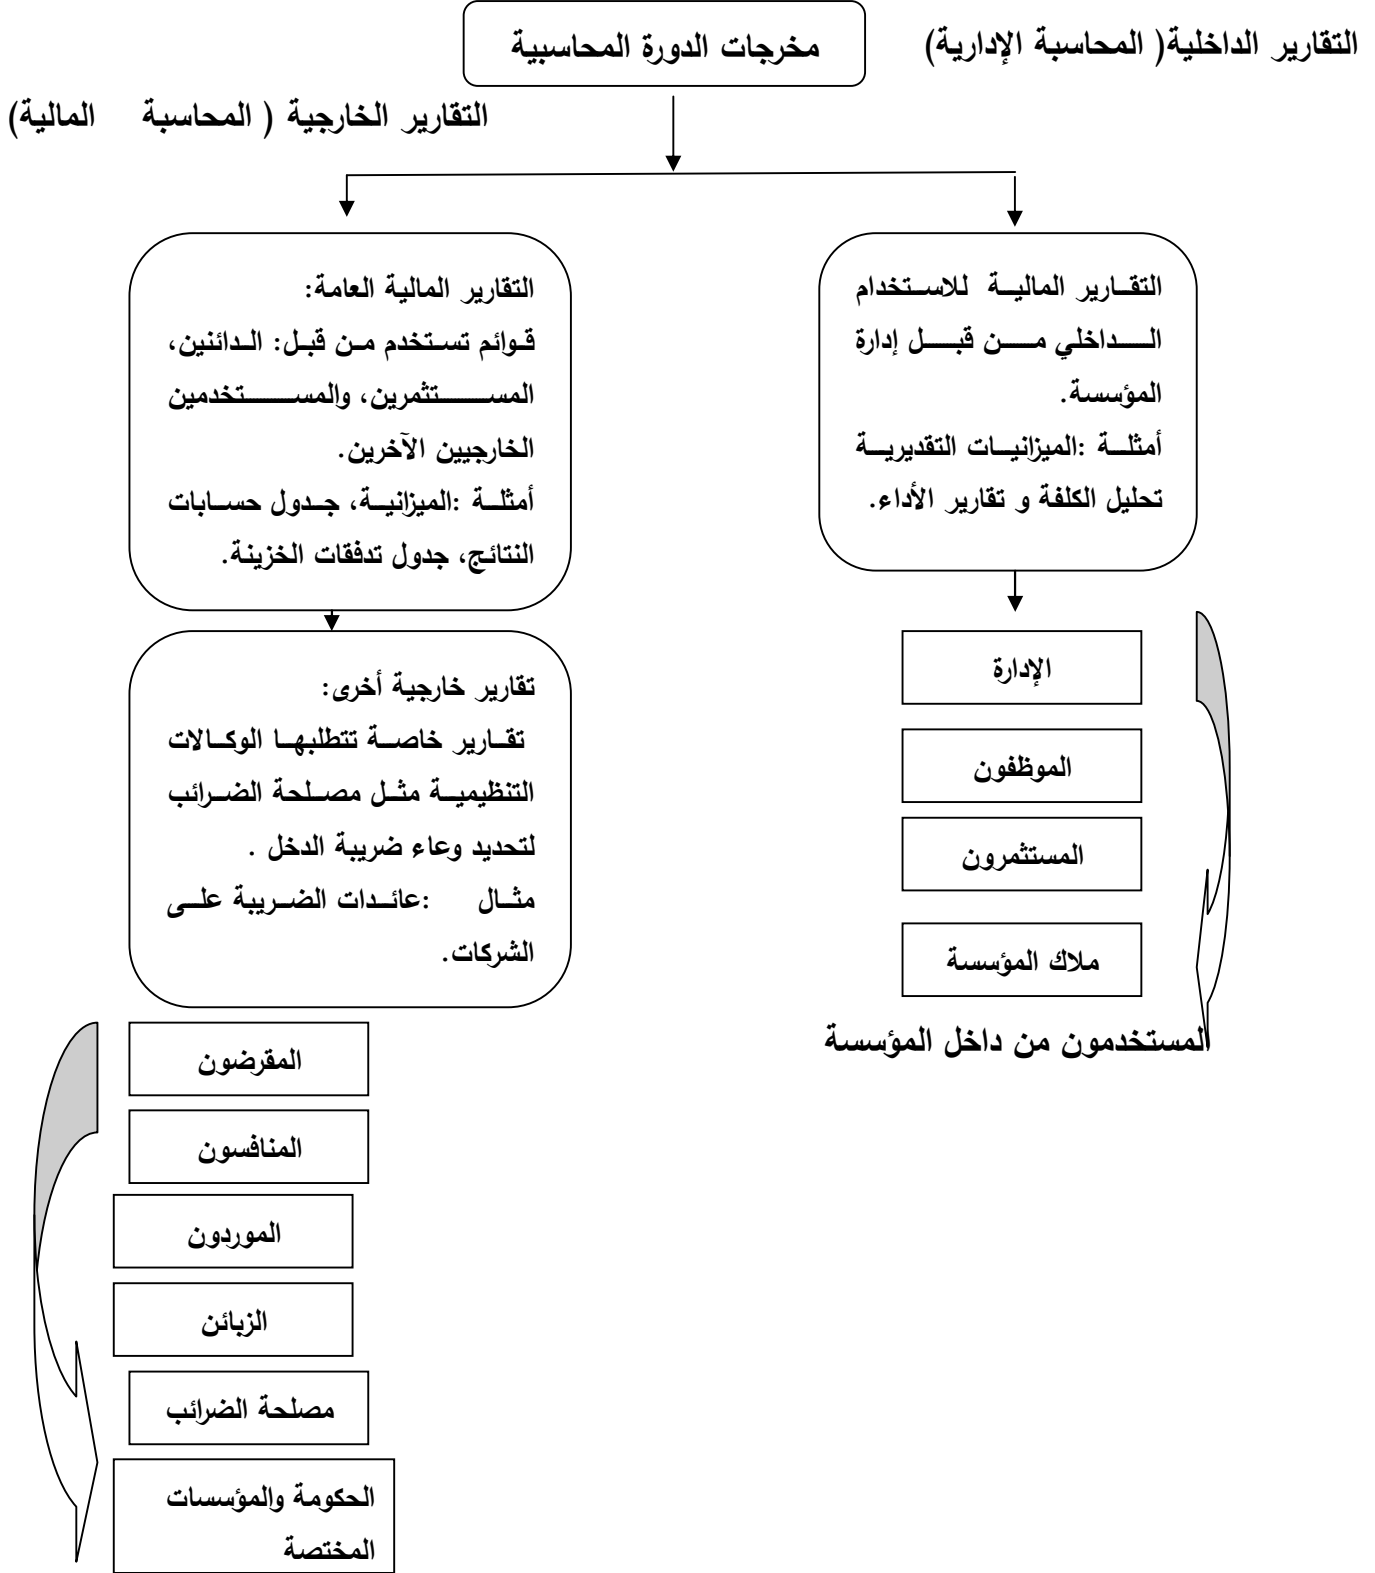 مخرجات الدورة المحاسبية
التقارير الداخلية( المحاسبة الإدارية)
التقارير الخارجية ( المحاسبة المالية)
التقارير المالية للاستخدام
الداخلي من قبل إدارة
المؤسسة.
أمثلة :الميزانيات التقديرية
تحليل الكلفة و تقارير الأداء.
الإدارة
الموظفون
المستثمرون
ملاك المؤسسة
المستخدمون من داخل المؤسسة
التقارير المالية العامة:
قوائم تستخدم من قبل: الدائنين،
المستثمرين، والمستخدمين
الخارجيين الآخرين.
أمثلة :الميزانية، جدول حسابات
النتائج، جدول تدفقات الخزينة.
تقارير خارجية أخرى:
تقارير خاصة تتطلبها الوكالات
التنظيمية مثل مصلحة الضرائب
لتحديد وعاء ضريبة الدخل .
مثال :عائدات الضريبة على
الشركات.
المقرضون
المنافسون
الموردون
الزبائن
مصلحة الضرائب
الحكومة والمؤسسات
المختصة